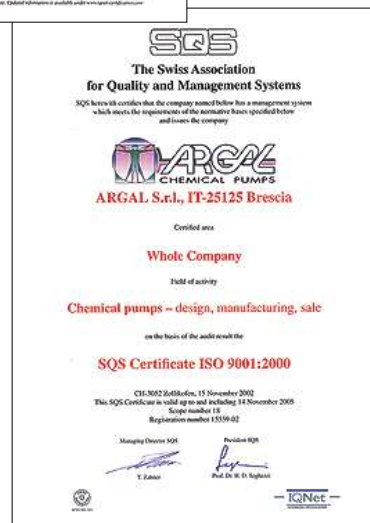 SQS
The Swiss Association
for Quality and Management Systems
SQS herewith certifies that the company named below has a management system
which meets the requirements of the normative bases specified below
and issues the company
ARGAL
CHEMICAL PUMPS
ARGAL S.r.l., IT-25125 Brescia
Certified area
Whole Company
Field of activity
Chemical pumps – design, manufacturing, sale
on the basis of the audit result the
SQS Certificate ISO 9001:2000
CH-3052 Zollikofen, 15 November 2002
This SQS Certificate is valid up to and including 14 November 2005
Scope number 18
Registration number 15559-02
Managing Director SQS
President SQS
T. Zahner
Prof. Dr. H. D.
IQNet